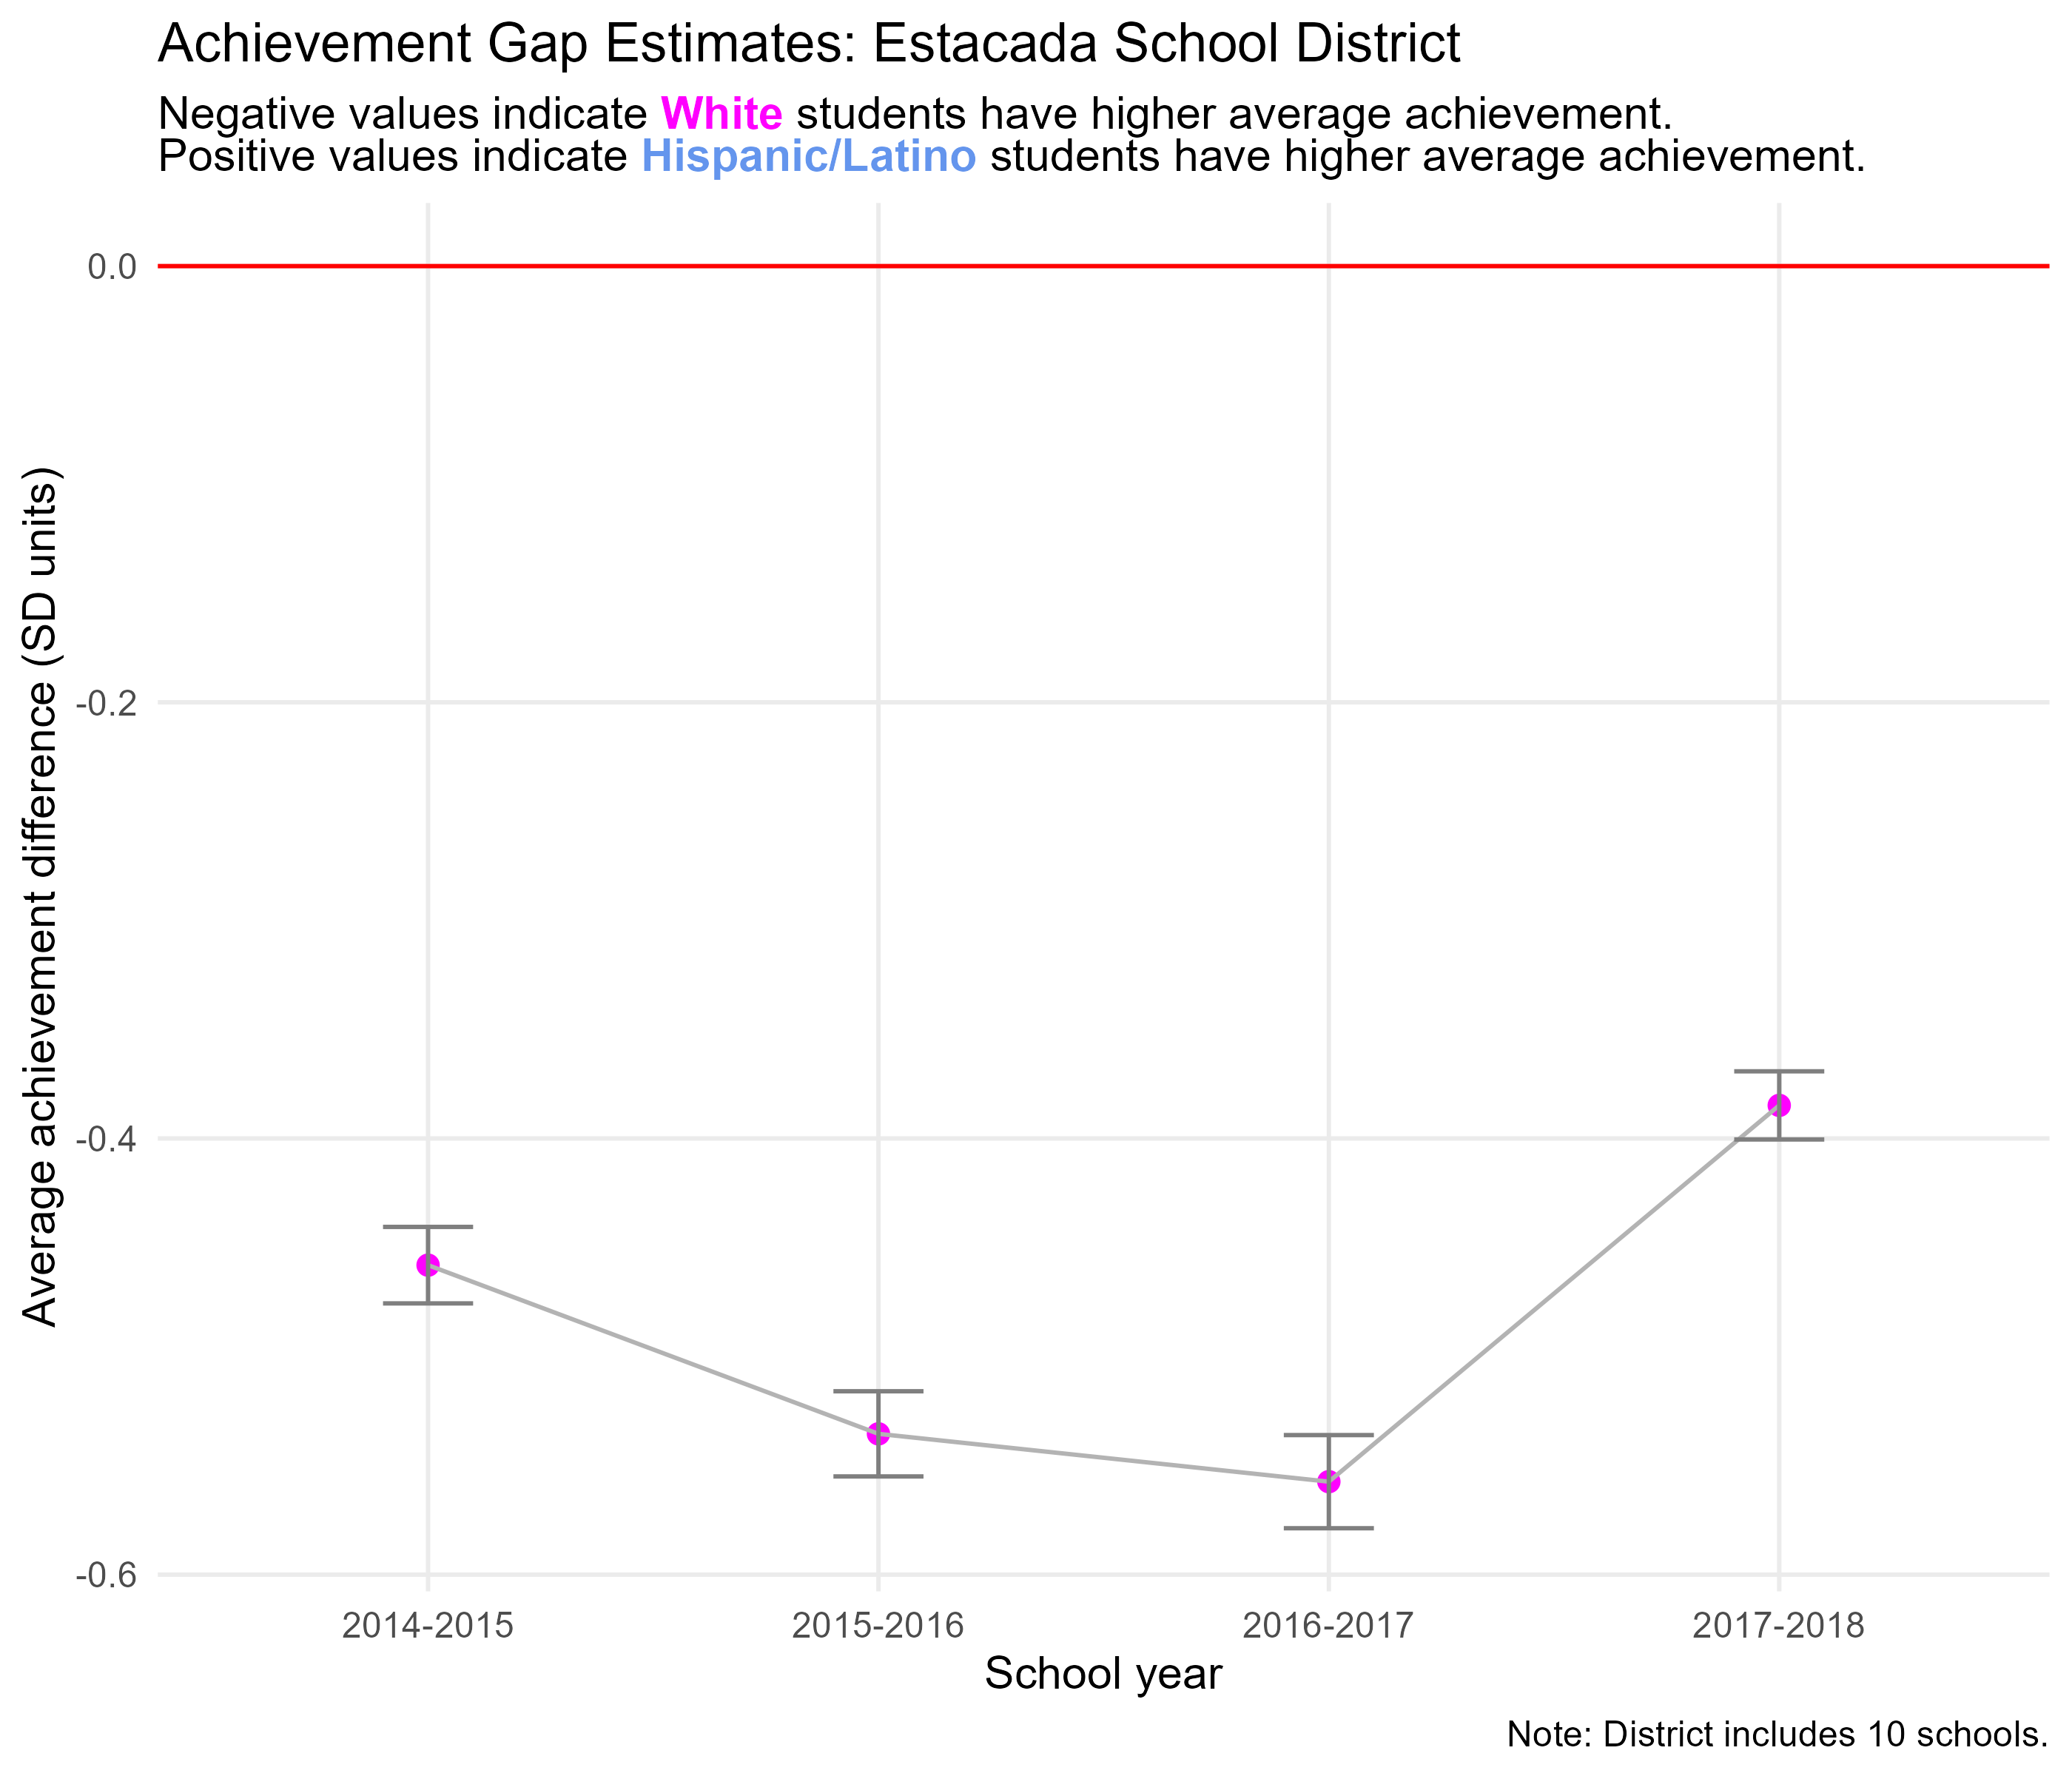 Achievement Gap Estimates: Estacada School District
Negative values indicate White students have higher average achievement.
Positive values indicate Hispanic/Latino students have higher average achievement.
Average achievement difference (SD units)
0.0
-0.2
-0.4
-0.6
2014-2015
2015-2016
2016-2017
2017-2018
School year
Note: District includes 10 schools.